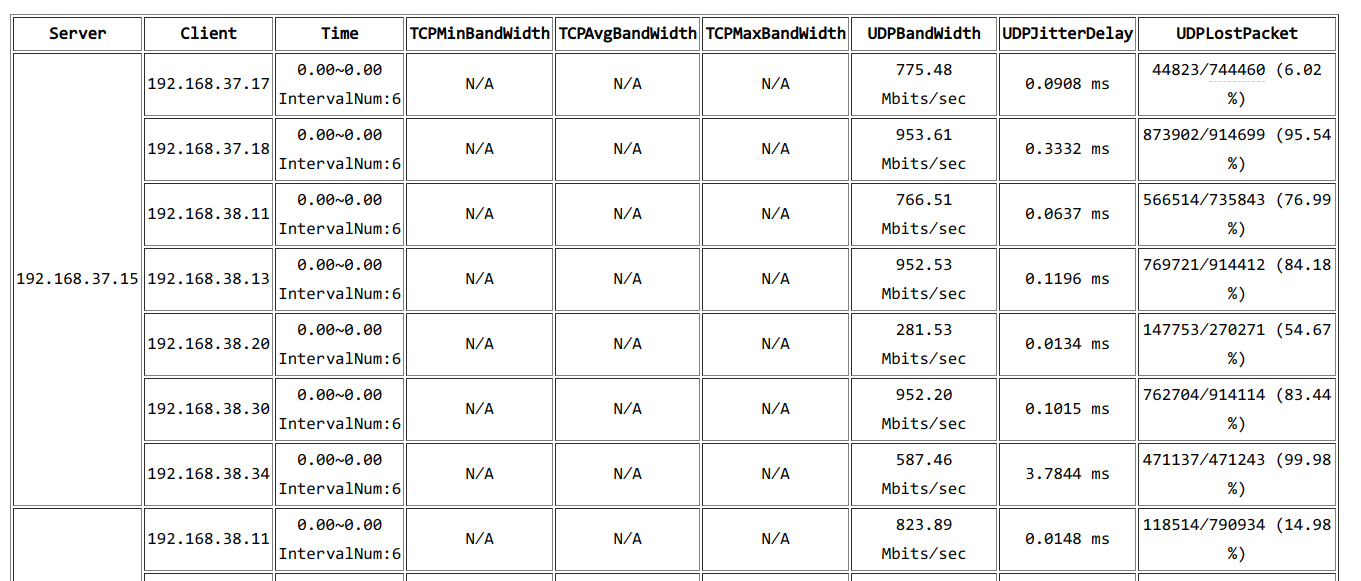 Server Client Time TCPMinBandWidth TCPAvgBandWidth TCPMaxBandWidth UDPBandWidth UDPJitterDelay UDPLostPacket
192.168.37.15
192.168.37.17 0.00~0.00 IntervalNum:6 N/A N/A N/A 775.48 Mbits/sec 0.0908 ms 44823/744460 (6.02 %)
192.168.37.18 0.00~0.00 IntervalNum:6 N/A N/A N/A 953.61 Mbits/sec 0.3332 ms 873902/914699 (95.54 %)
192.168.38.11 0.00~0.00 IntervalNum:6 N/A N/A N/A 766.51 Mbits/sec 0.0637 ms 566514/735843 (76.99 %)
192.168.38.13 0.00~0.00 IntervalNum:6 N/A N/A N/A 952.53 Mbits/sec 0.1196 ms 769721/914412 (84.18 %)
192.168.38.20 0.00~0.00 IntervalNum:6 N/A N/A N/A 281.53 Mbits/sec 0.0134 ms 147753/270271 (54.67 %)
192.168.38.30 0.00~0.00 IntervalNum:6 N/A N/A N/A 952.20 Mbits/sec 0.1015 ms 762704/914114 (83.44 %)
192.168.38.34 0.00~0.00 IntervalNum:6 N/A N/A N/A 587.46 Mbits/sec 3.7844 ms 471137/471243 (99.98 %)
192.168.38.11 0.00~0.00 IntervalNum:6 N/A N/A N/A 823.89 Mbits/sec 0.0148 ms 118514/790934 (14.98 %)